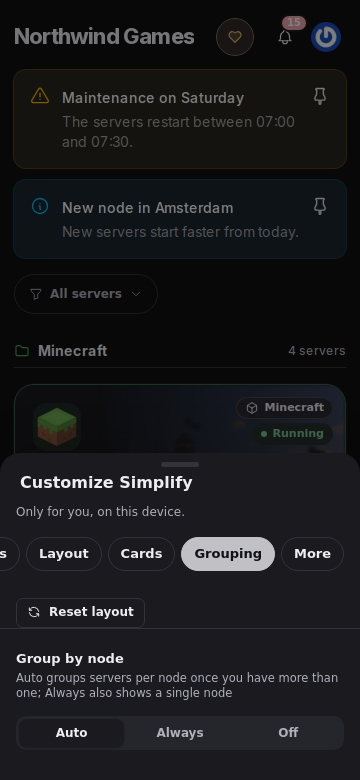 Northwind Games
15
Maintenance on Saturday
The servers restart between 07:00
and 07:30.
New node in Amsterdam
New servers start faster from today.
All servers
Minecraft
4 servers
Minecraft
Running
Customize Simplify
Only for you, on this device.
s
Layout
Cards
Grouping
More
Reset layout
Group by node
Auto groups servers per node once you have more than
one; Always also shows a single node
Auto
Always
Off